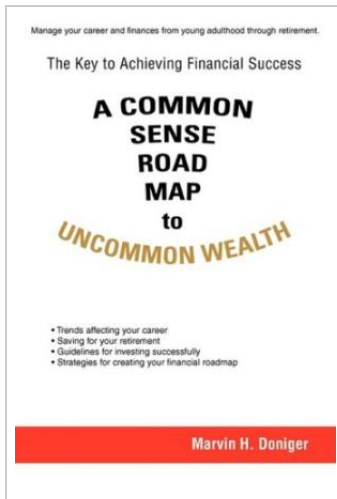 Manage your career and finances from young adulthood through retirement.
The Key to Achieving Financial Success
A COMMON
SENSE
ROAD
MAP
to
UNCOMMON WEALTH
• Trends affecting your career
• Saving for your retirement
• Guidelines for investing successfully
• Strategies for creating your financial roadmap
Marvin H. Doniger